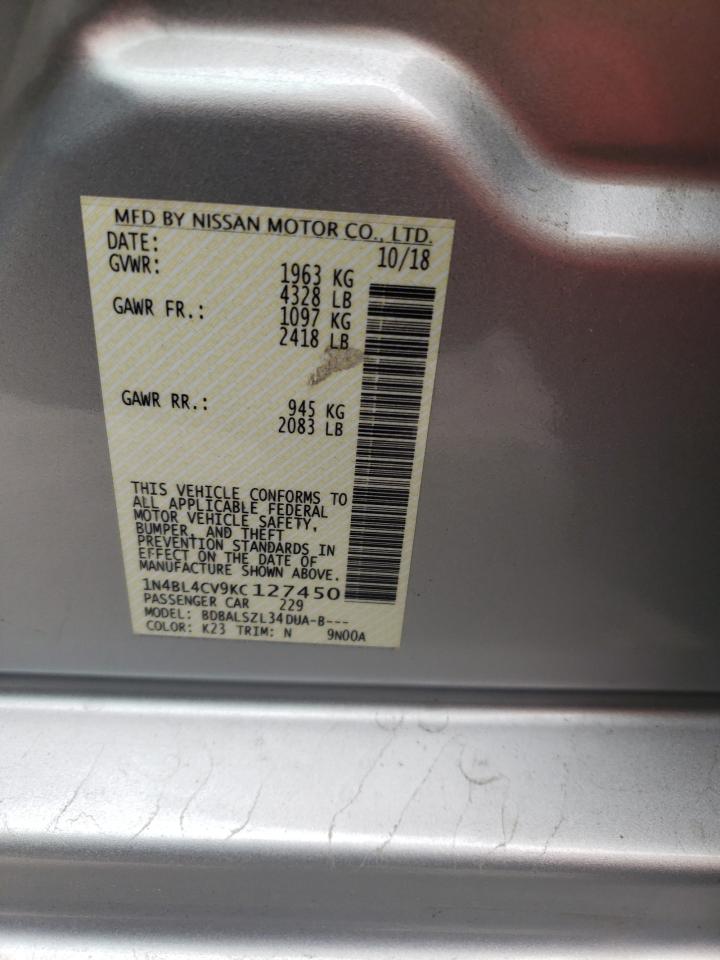 MFD BY NISSAN MOTOR CO., LTD.
DATE: 10/18
GVWR: 1963 KG
4328 LB
GAWR FR.: 1097 KG
2418 LB
GAWR RR.: 945 KG
2083 LB
THIS VEHICLE CONFORMS TO
ALL APPLICABLE FEDERAL
MOTOR VEHICLE SAFETY,
BUMPER, AND THEFT
PREVENTION STANDARDS IN
EFFECT ON THE DATE OF
MANUFACTURE SHOWN ABOVE.
1N4BL4CV9KC127450
PASSENGER CAR 229
MODEL: BDBALSZL34DUA-B---
COLOR: K23 TRIM: N 9N00A